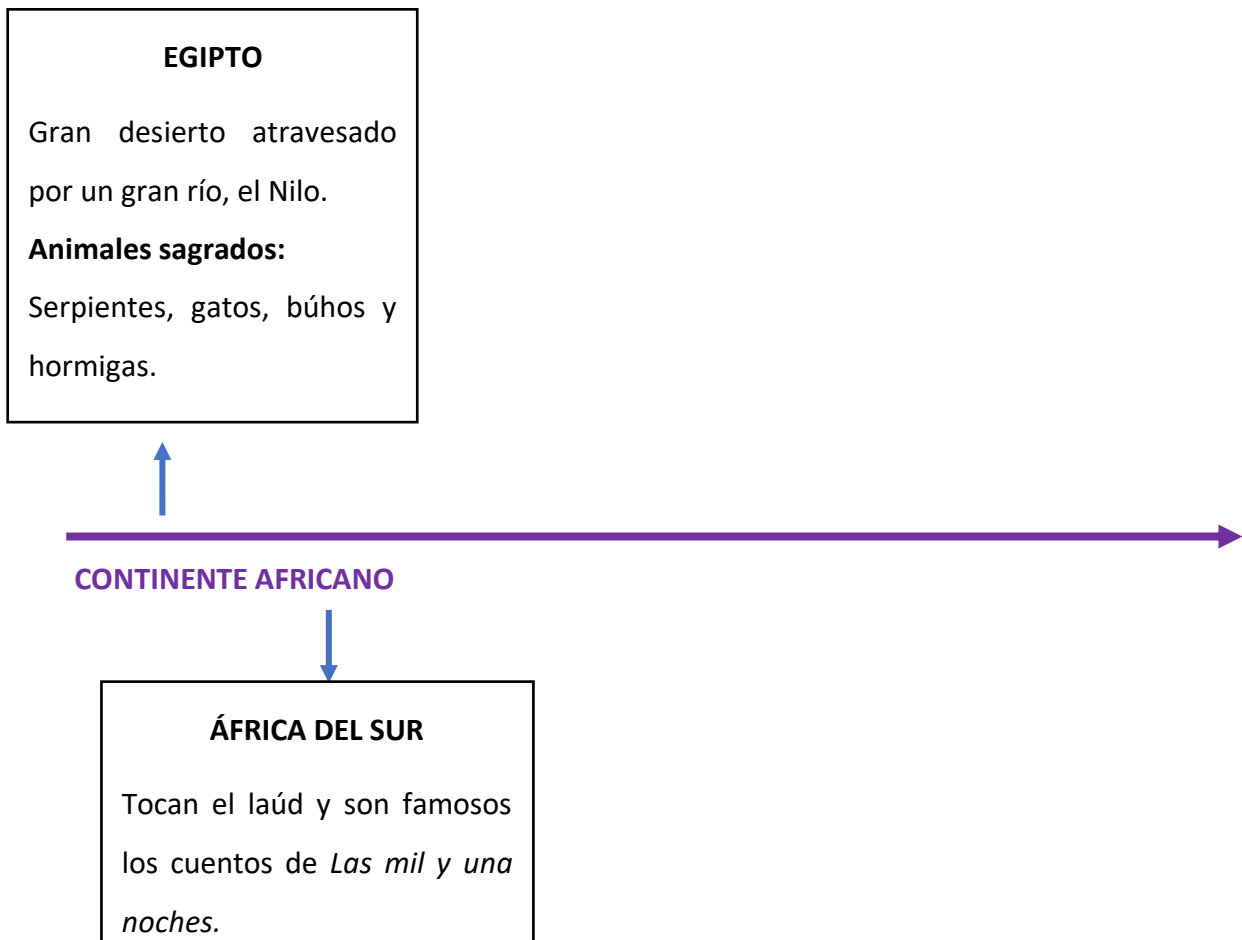 EGIPTO
Gran desierto atravesado
por un gran río, el Nilo.
Animales sagrados:
Serpientes, gatos, búhos y
hormigas.
CONTINENTE AFRICANO
ÁFRICA DEL SUR
Tocan el laúd y son famosos
los cuentos de Las mil y una
noches.